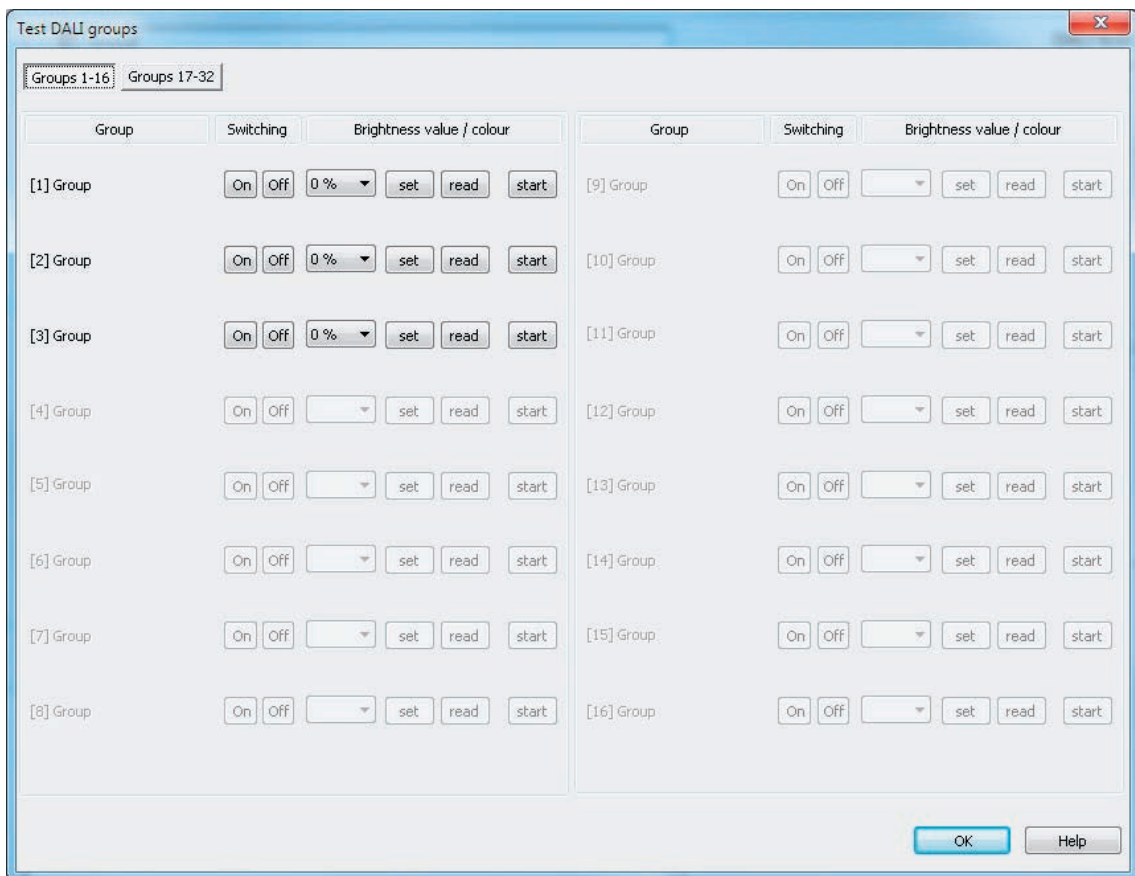 Test DALI groups
Groups 1-16 Groups 17-32
Group Switching Brightness value / colour Group Switching Brightness value / colour
[1] Group On Off 0 % set read start [9] Group On Off set read start
[2] Group On Off 0 % set read start [10] Group On Off set read start
[3] Group On Off 0 % set read start [11] Group On Off set read start
[4] Group On Off set read start [12] Group On Off set read start
[5] Group On Off set read start [13] Group On Off set read start
[6] Group On Off set read start [14] Group On Off set read start
[7] Group On Off set read start [15] Group On Off set read start
[8] Group On Off set read start [16] Group On Off set read start
OK Help